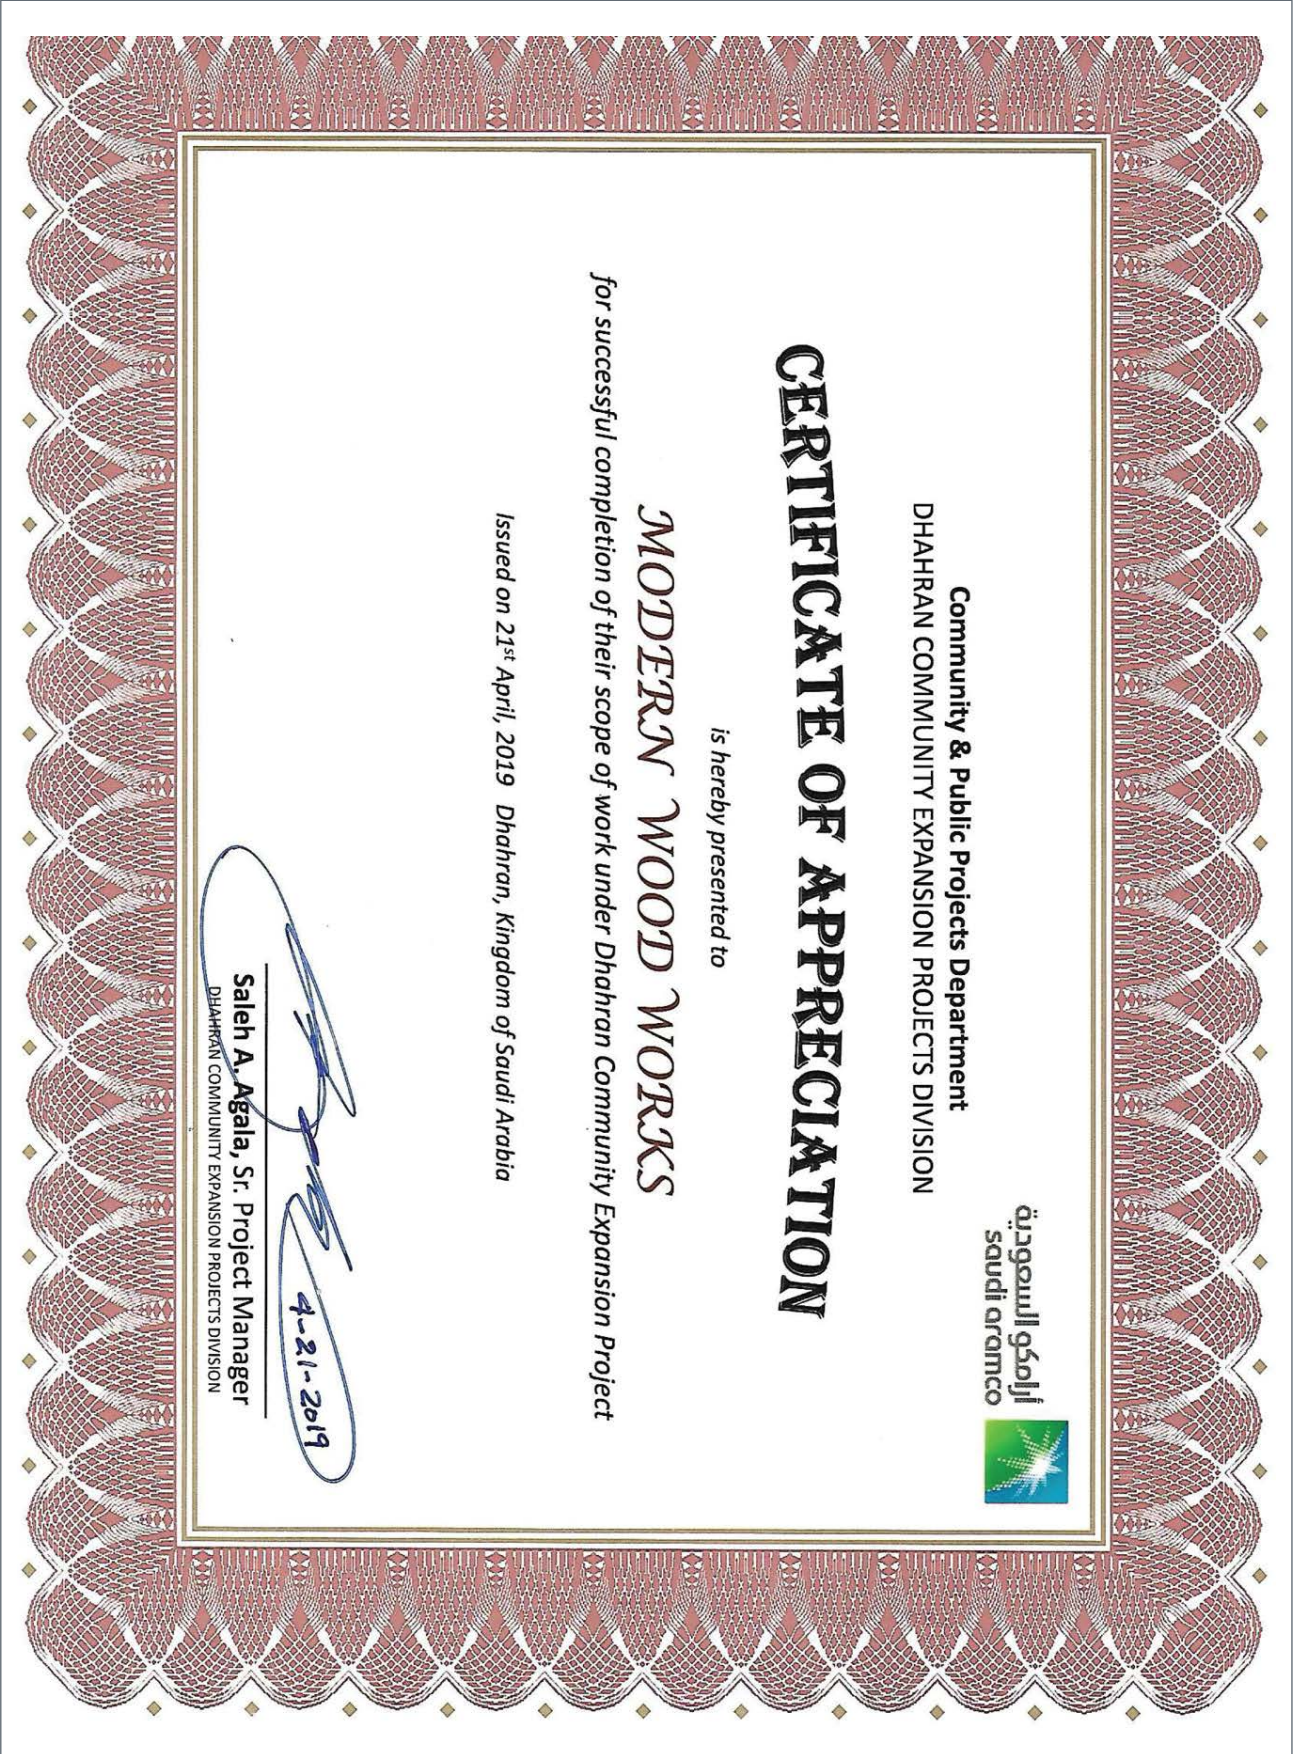 أرامكو السعودية
saudi aramco
Community & Public Projects Department
DHAHRAN COMMUNITY EXPANSION PROJECTS DIVISION
CERTIFICATE OF APPRECIATION
is hereby presented to
MODERN WOOD WORKS
for successful completion of their scope of work under Dhahran Community Expansion Project
Issued on 21st April, 2019 Dhahran, Kingdom of Saudi Arabia
4-21-2019
Saleh A. Agala, Sr. Project Manager
DHAHRAN COMMUNITY EXPANSION PROJECTS DIVISION